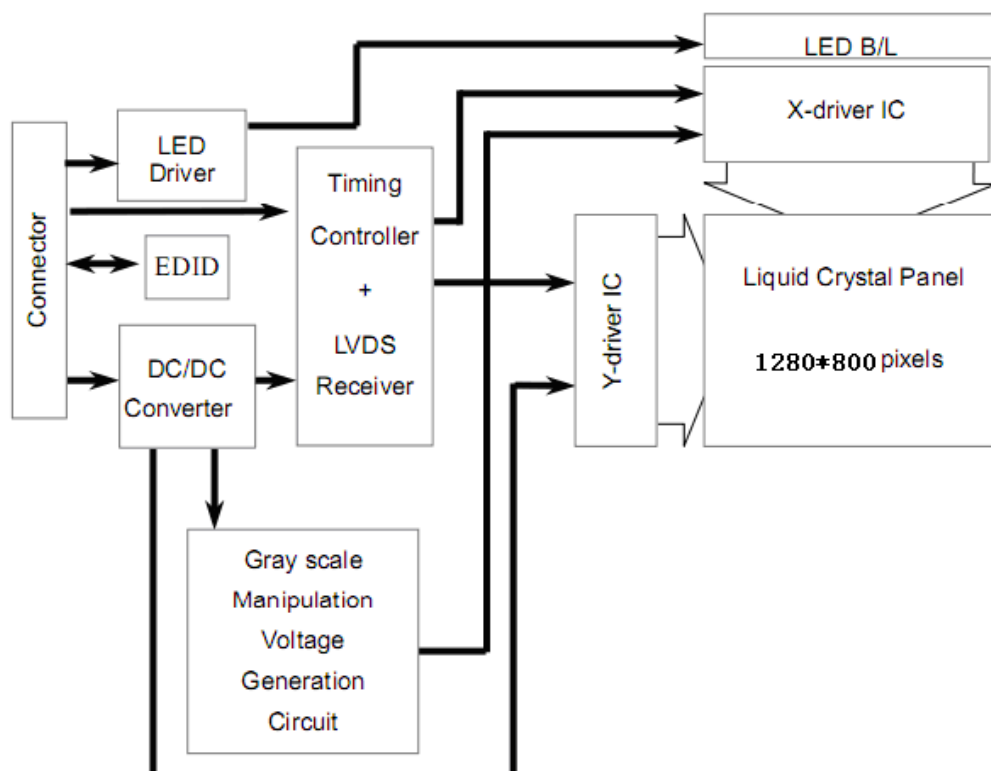 LED B/L
X-driver IC
LED
Driver
Timing
Controller
+
LVDS
Receiver
Connector
EDID
DC/DC
Converter
Y-driver IC
Liquid Crystal Panel
1280*800 pixels
Gray scale
Manipulation
Voltage
Generation
Circuit